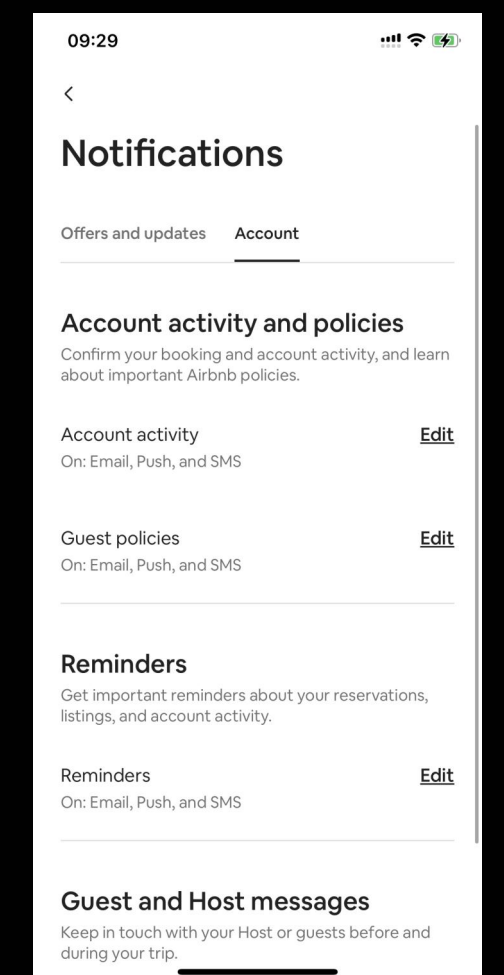 09:29
Notifications
Offers and updates Account
Account activity and policies
Confirm your booking and account activity, and learn
about important Airbnb policies.
Account activity Edit
On: Email, Push, and SMS
Guest policies Edit
On: Email, Push, and SMS
Reminders
Get important reminders about your reservations,
listings, and account activity.
Reminders Edit
On: Email, Push, and SMS
Guest and Host messages
Keep in touch with your Host or guests before and
during your trip.